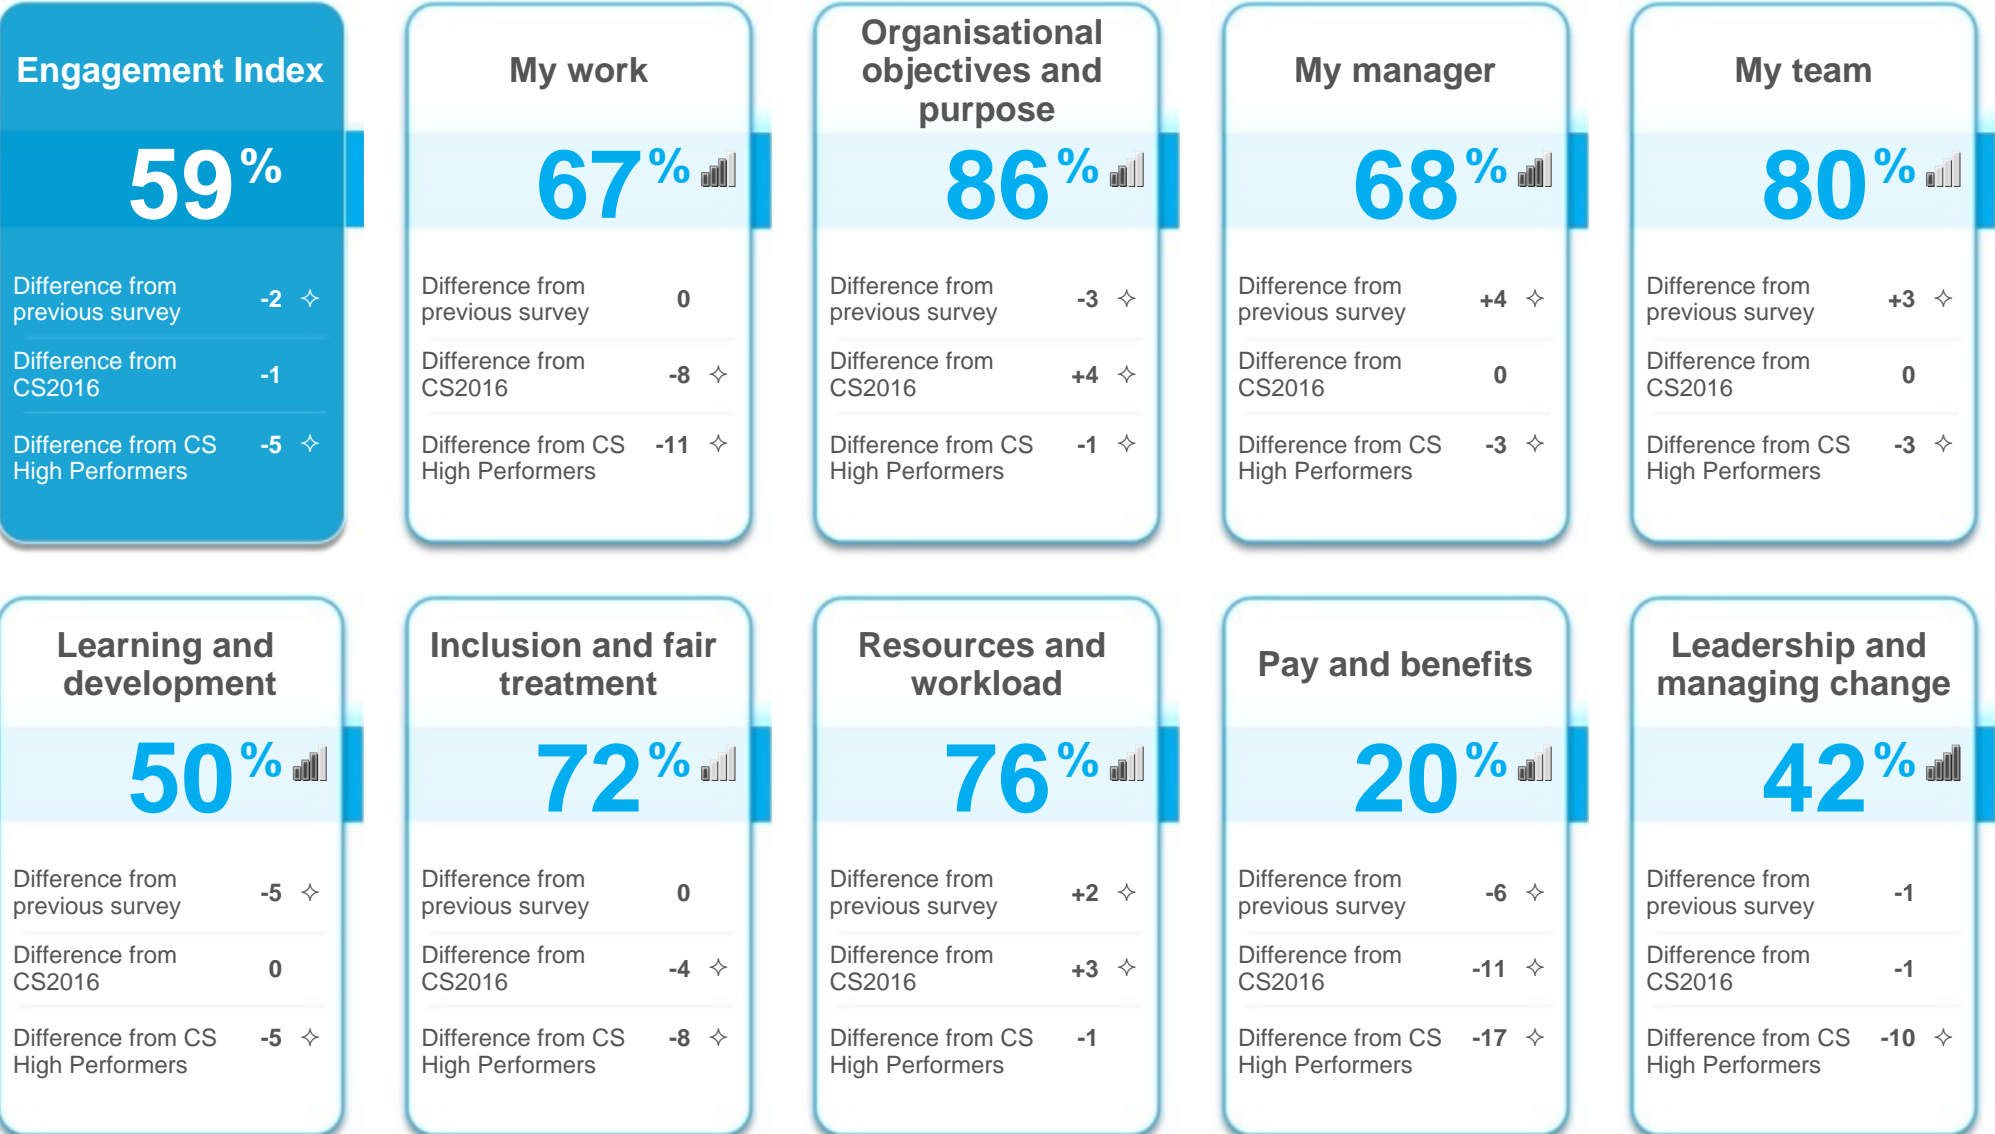 Engagement Index
59%
Difference from
previous survey
-2 ✧
Difference from
CS2016
-1
Difference from CS
High Performers
-5 ✧
My work
67%
Difference from
previous survey
0
Difference from
CS2016
-8 ✧
Difference from CS
High Performers
-11 ✧
Organisational
objectives and
purpose
86%
Difference from
previous survey
-3 ✧
Difference from
CS2016
+4 ✧
Difference from CS
High Performers
-1 ✧
My manager
68%
Difference from
previous survey
+4 ✧
Difference from
CS2016
0
Difference from CS
High Performers
-3 ✧
My team
80%
Difference from
previous survey
+3 ✧
Difference from
CS2016
0
Difference from CS
High Performers
-3 ✧
Learning and
development
50%
Difference from
previous survey
-5 ✧
Difference from
CS2016
0
Difference from CS
High Performers
-5 ✧
Inclusion and fair
treatment
72%
Difference from
previous survey
0
Difference from
CS2016
-4 ✧
Difference from CS
High Performers
-8 ✧
Resources and
workload
76%
Difference from
previous survey
+2 ✧
Difference from
CS2016
+3 ✧
Difference from CS
High Performers
-1
Pay and benefits
20%
Difference from
previous survey
-6 ✧
Difference from
CS2016
-11 ✧
Difference from CS
High Performers
-17 ✧
Leadership and
managing change
42%
Difference from
previous survey
-1
Difference from
CS2016
-1
Difference from CS
High Performers
-10 ✧